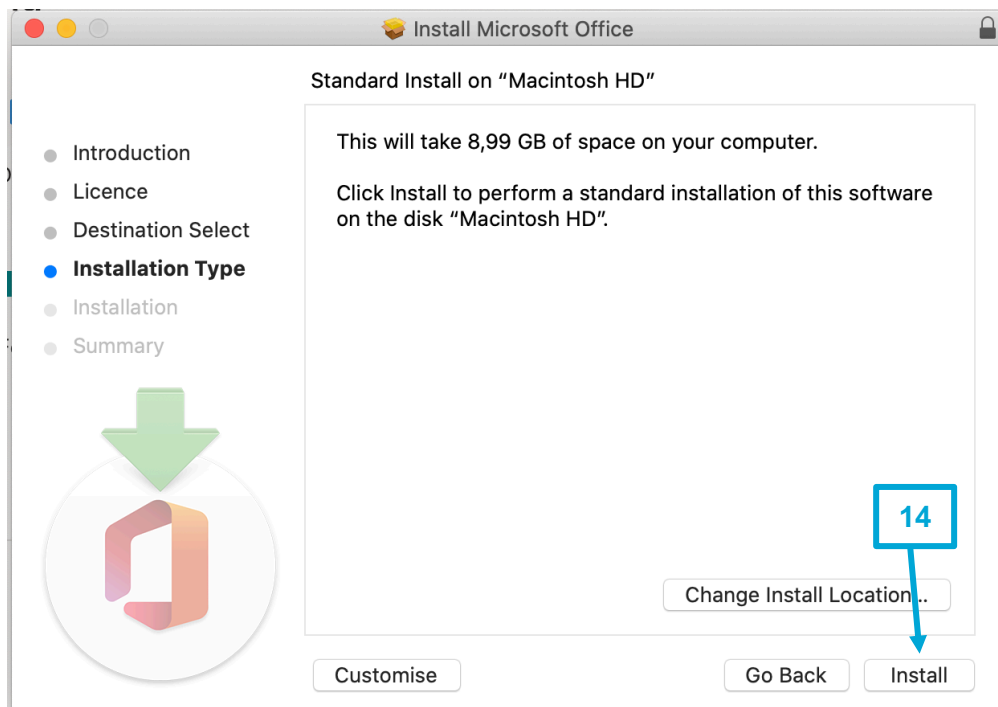 Install Microsoft Office
Standard Install on “Macintosh HD”
Introduction
Licence
Destination Select
Installation Type
Installation
Summary
This will take 8,99 GB of space on your computer.
Click Install to perform a standard installation of this software
on the disk “Macintosh HD”.
14
Change Install Location...
Customise
Go Back
Install